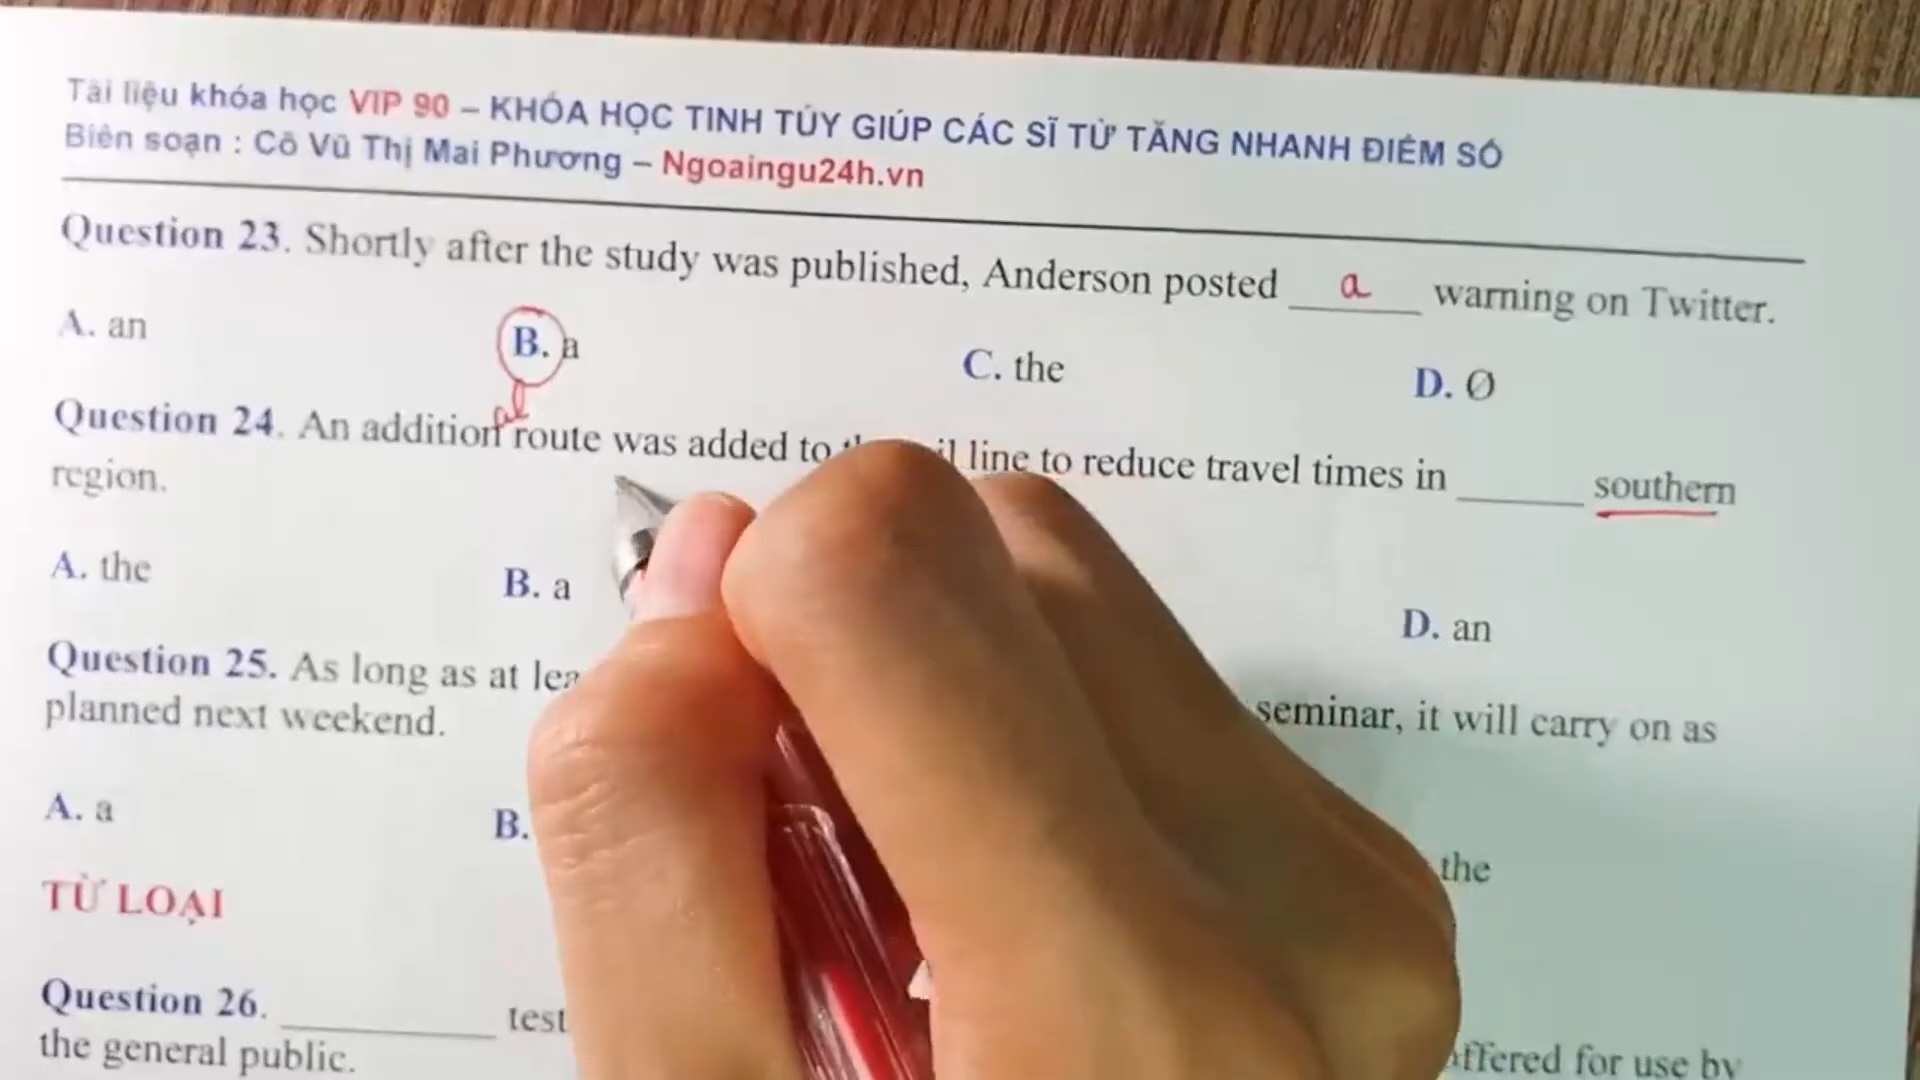 Tài liệu khóa học VIP 90 – KHÓA HỌC TINH TÚY GIÚP CÁC SĨ TỬ TĂNG NHANH ĐIỂM SỐ
Biên soạn : Cô Vũ Thị Mai Phương – Ngoaingu24h.vn
Question 23. Shortly after the study was published, Anderson posted a warning on Twitter.
A. an B. a C. the D. Ø
al
Question 24. An addition route was added to line to reduce travel times in ______ southern
region.
A. the B. a D. an
Question 25. As long as at seminar, it will carry on as
planned next weekend.
A. a B. the
TỪ LOẠI
Question 26. __________ test for use by
the general public.